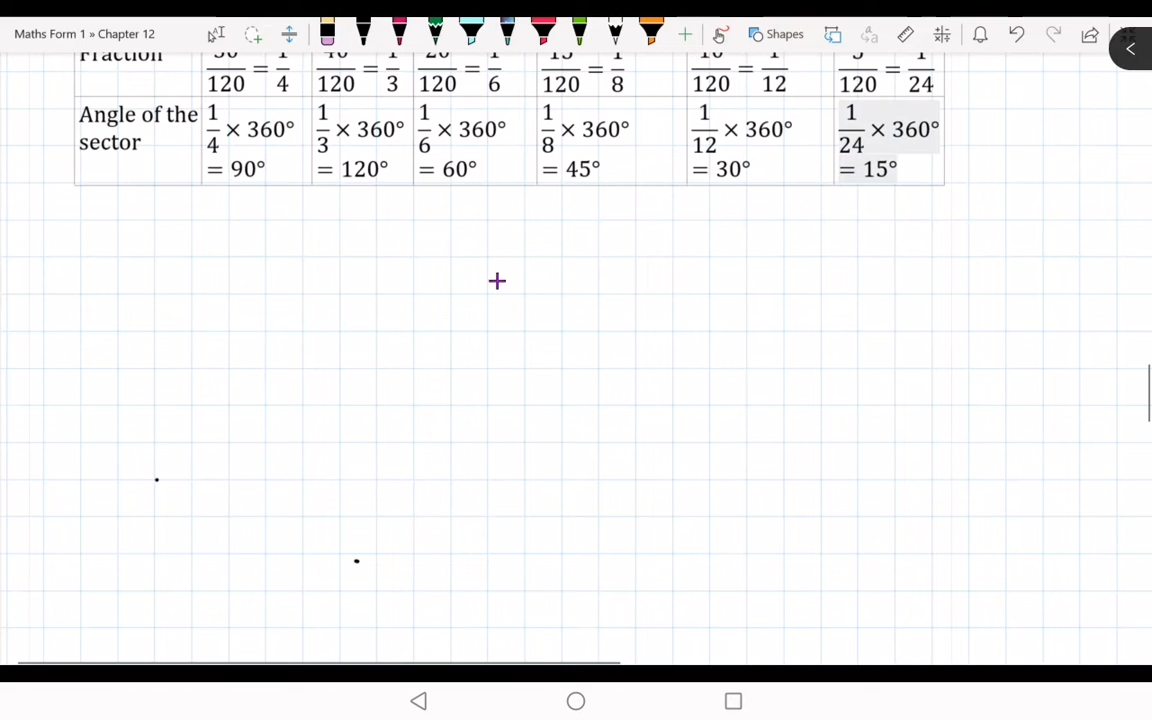 Maths Form 1 » Chapter 12
Shapes
Fraction
120 = 4
120 = 3
120 = 6
120 = 8
120 = 12
120 = 24
Angle of the sector
1/4 × 360°
= 90°
1/3 × 360°
= 120°
1/6 × 360°
= 60°
1/8 × 360°
= 45°
1/12 × 360°
= 30°
1/24 × 360°
= 15°